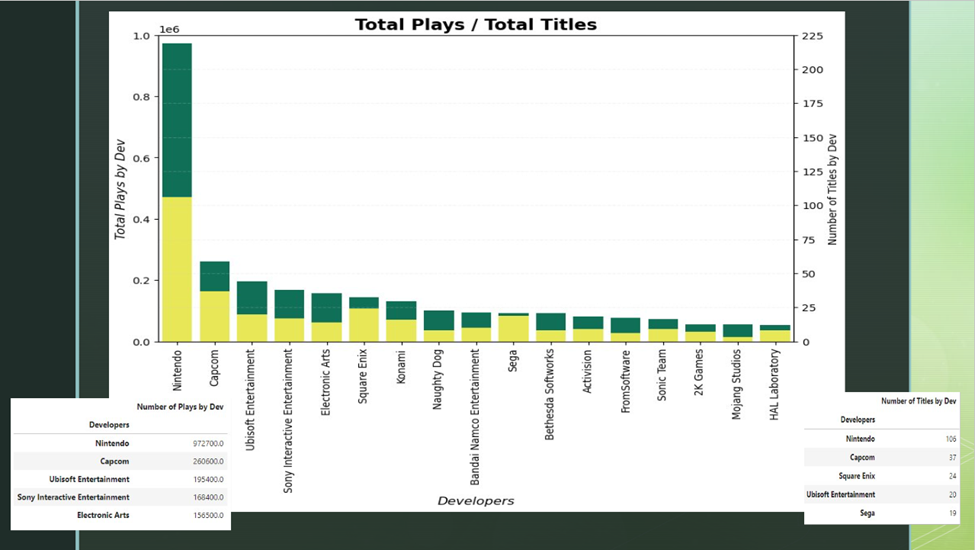 Total Plays / Total Titles
1e6
1.0
0.8
0.6
0.4
0.2
0.0
Total Plays by Dev
225
200
175
150
125
100
75
50
25
0
Number of Titles by Dev
Nintendo
Capcom
Ubisoft Entertainment
Sony Interactive Entertainment
Electronic Arts
Square Enix
Konami
Naughty Dog
Bandai Namco Entertainment
Sega
Bethesda Softworks
Activision
FromSoftware
Sonic Team
2K Games
Mojang Studios
HAL Laboratory
Developers
Number of Plays by Dev
Developers
Nintendo 972700.0
Capcom 260600.0
Ubisoft Entertainment 195400.0
Sony Interactive Entertainment 168400.0
Electronic Arts 156500.0
Number of Titles by Dev
Developers
Nintendo 106
Capcom 37
Square Enix 24
Ubisoft Entertainment 20
Sega 19